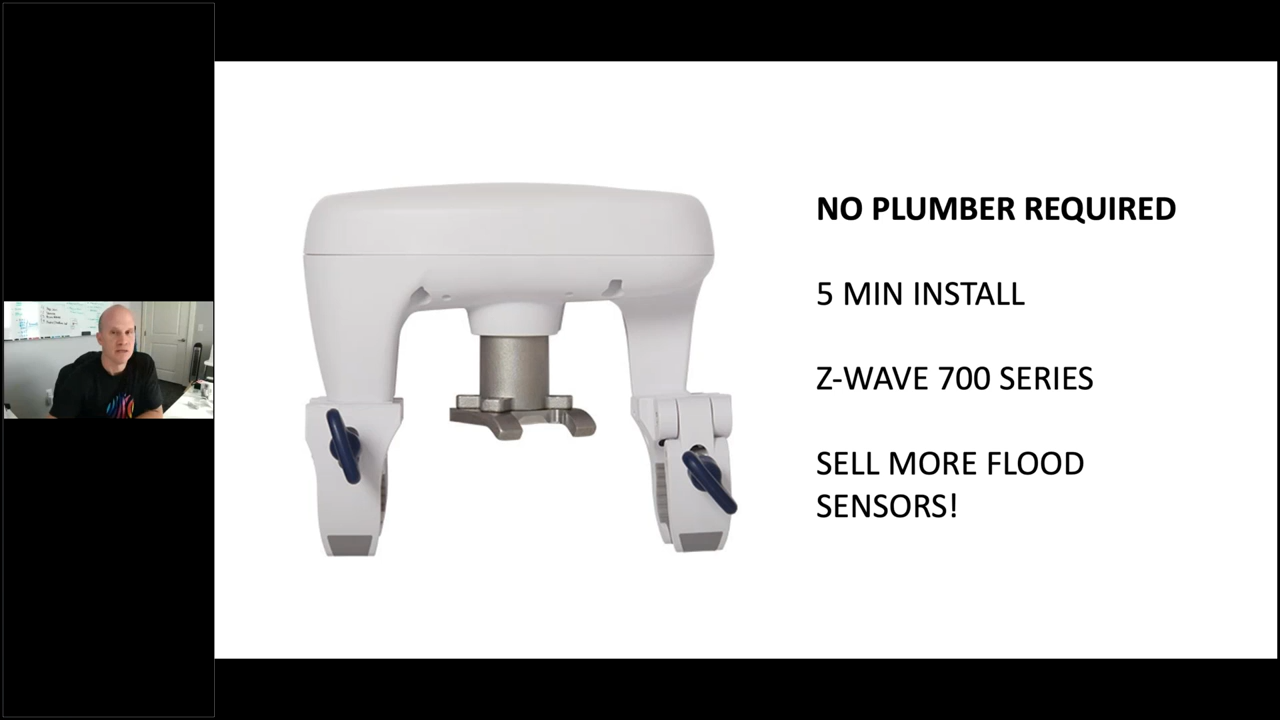 NO PLUMBER REQUIRED
5 MIN INSTALL
Z-WAVE 700 SERIES
SELL MORE FLOOD
SENSORS!